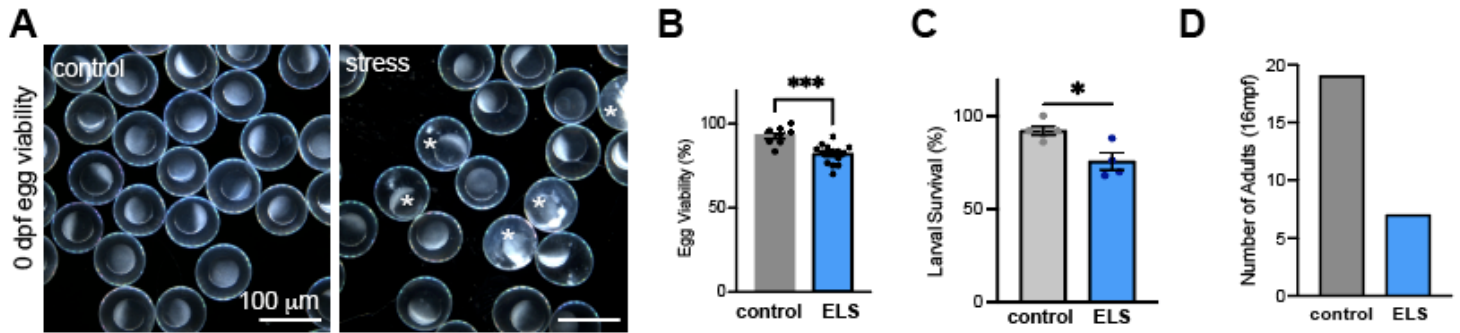 A
0 dpf egg viability
control
100 μm
stress
*
*
*
*
*
B
Egg Viability (%)
100
50
0
***
control ELS
C
Larval Survival (%)
100
50
0
*
control ELS
D
Number of Adults (16mpf)
20
15
10
5
0
control ELS